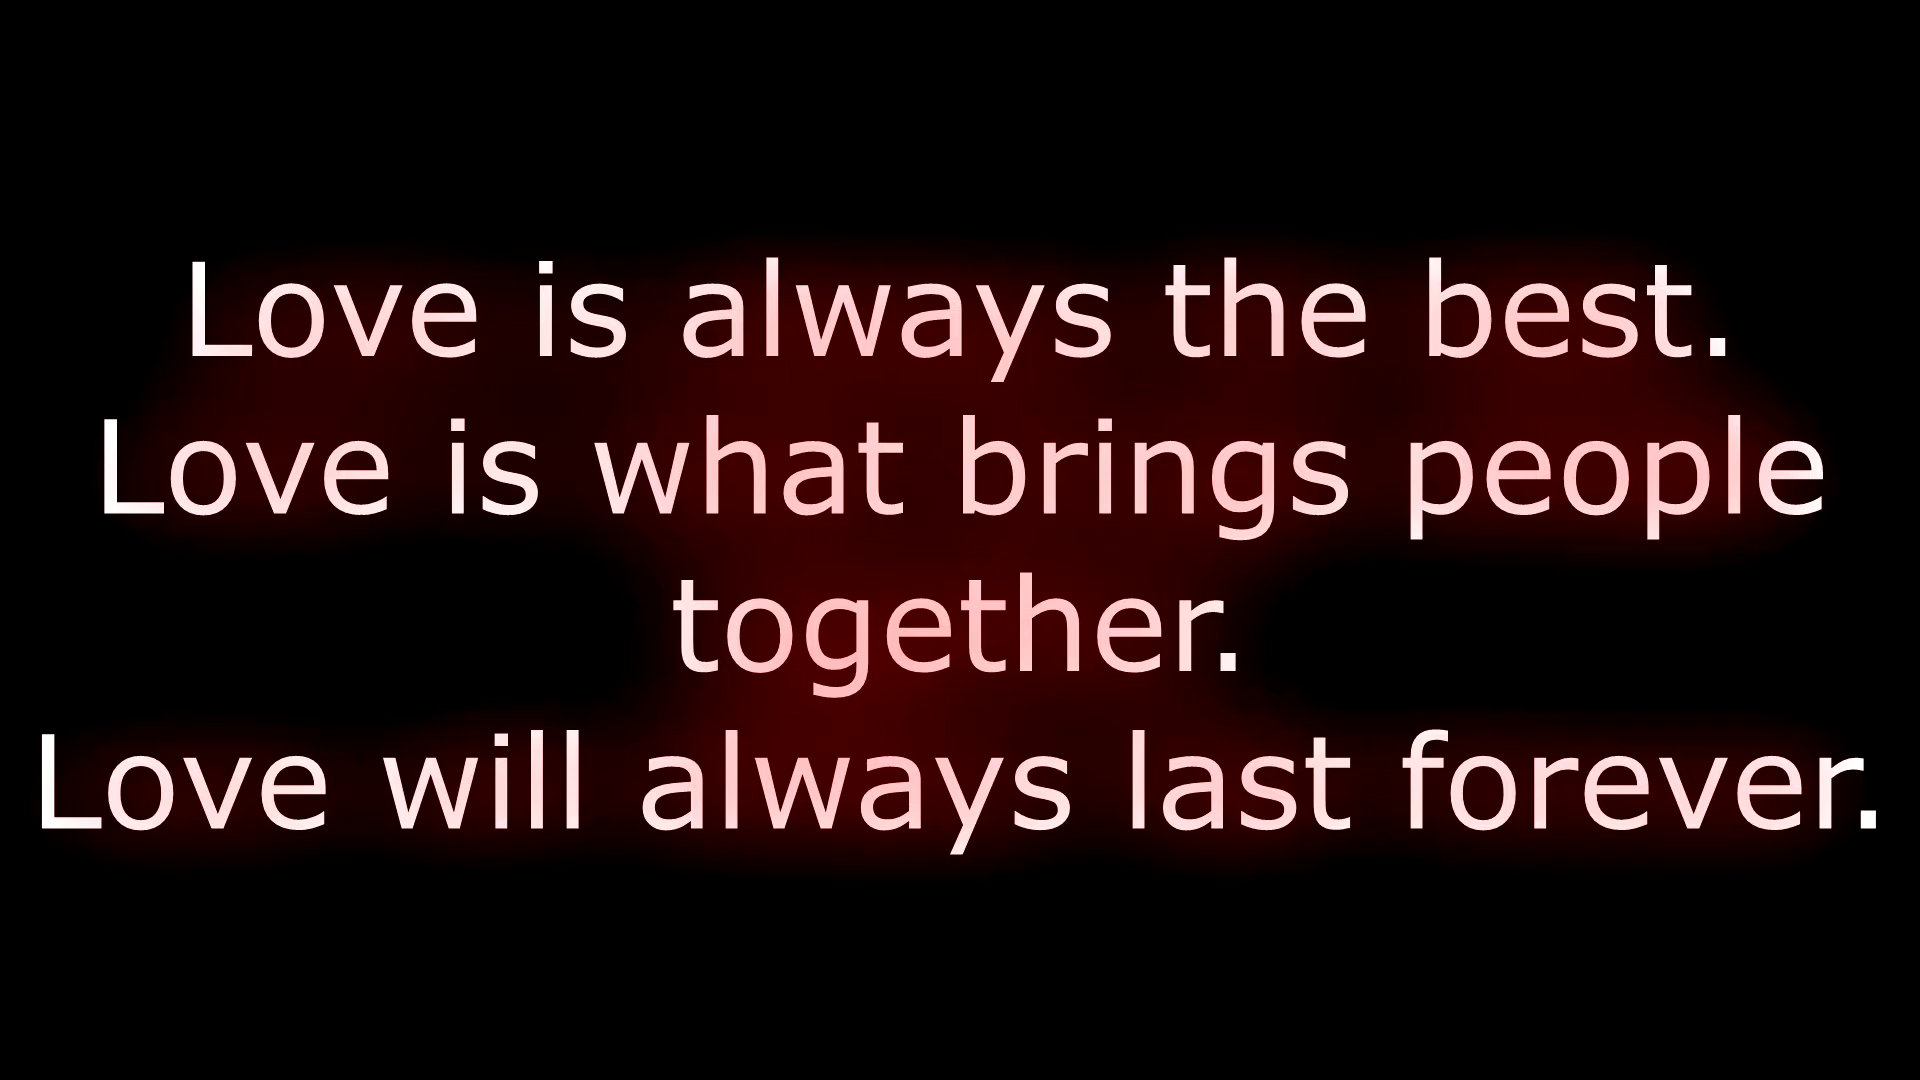 Love is always the best.
Love is what brings people
together.
Love will always last forever.